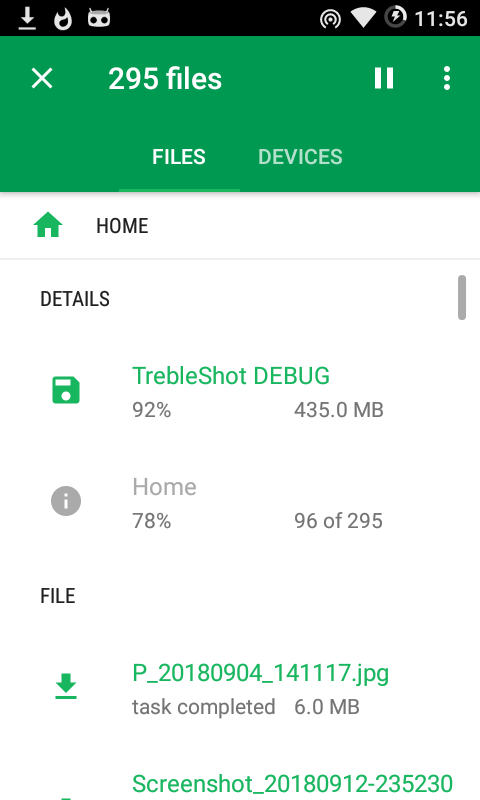 11:56
295 files
FILES DEVICES
HOME
DETAILS
TrebleShot DEBUG
92% 435.0 MB
Home
78% 96 of 295
FILE
P_20180904_141117.jpg
task completed 6.0 MB
Screenshot_20180912-235230